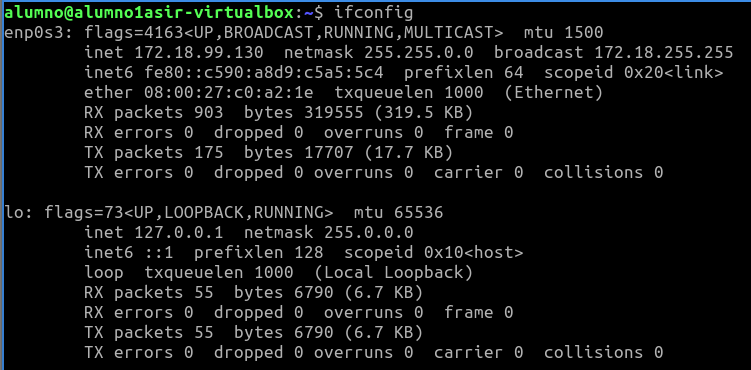 alumno@alumno1asir-virtualbox:~$ ifconfig
enp0s3: flags=4163<UP,BROADCAST,RUNNING,MULTICAST>  mtu 1500
        inet 172.18.99.130  netmask 255.255.0.0  broadcast 172.18.255.255
        inet6 fe80::c590:a8d9:c5a5:5c4  prefixlen 64  scopeid 0x20<link>
        ether 08:00:27:c0:a2:1e  txqueuelen 1000  (Ethernet)
        RX packets 903  bytes 319555 (319.5 KB)
        RX errors 0  dropped 0  overruns 0  frame 0
        TX packets 175  bytes 17707 (17.7 KB)
        TX errors 0  dropped 0 overruns 0  carrier 0  collisions 0

lo: flags=73<UP,LOOPBACK,RUNNING>  mtu 65536
        inet 127.0.0.1  netmask 255.0.0.0
        inet6 ::1  prefixlen 128  scopeid 0x10<host>
        loop  txqueuelen 1000  (Local Loopback)
        RX packets 55  bytes 6790 (6.7 KB)
        RX errors 0  dropped 0  overruns 0  frame 0
        TX packets 55  bytes 6790 (6.7 KB)
        TX errors 0  dropped 0 overruns 0  carrier 0  collisions 0